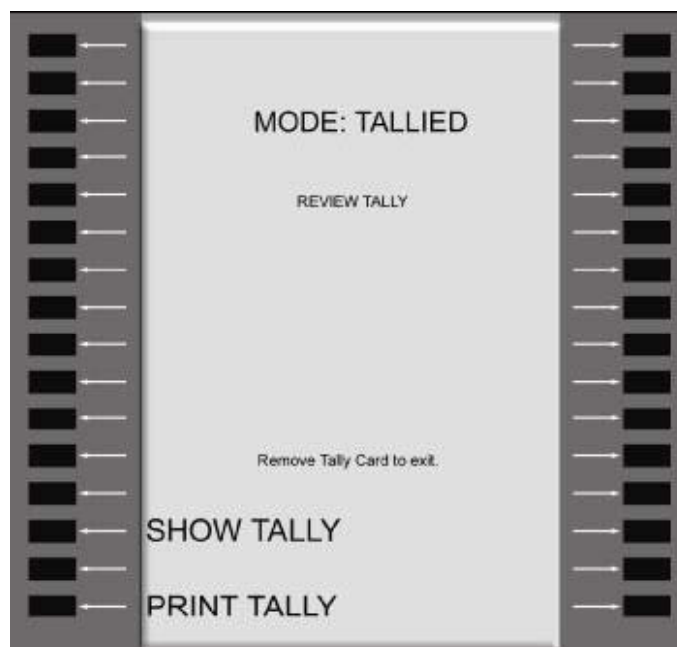 MODE: TALLIED
REVIEW TALLY
Remove Tally Card to exit.
SHOW TALLY
PRINT TALLY